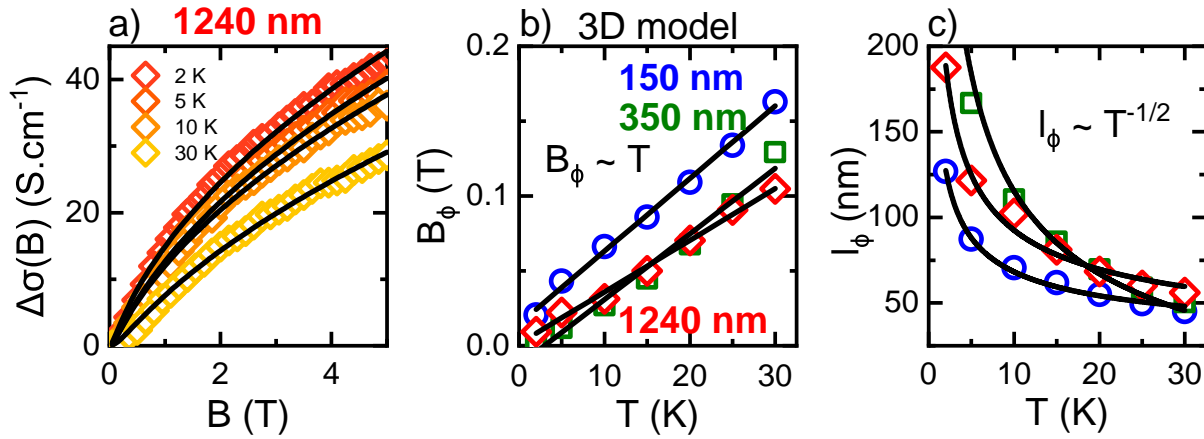 a) 1240 nm
40
20
0
2 K
5 K
10 K
30 K
0 2 4
B (T)
Δσ(B) (S.cm⁻¹)
b) 3D model
0.2
0.1
0.0
150 nm
350 nm
B_ϕ ~ T
1240 nm
0 10 20 30
T (K)
B_ϕ (T)
c)
200
150
100
50
l_ϕ ~ T⁻¹/²
0 10 20 30
T (K)
l_ϕ (nm)